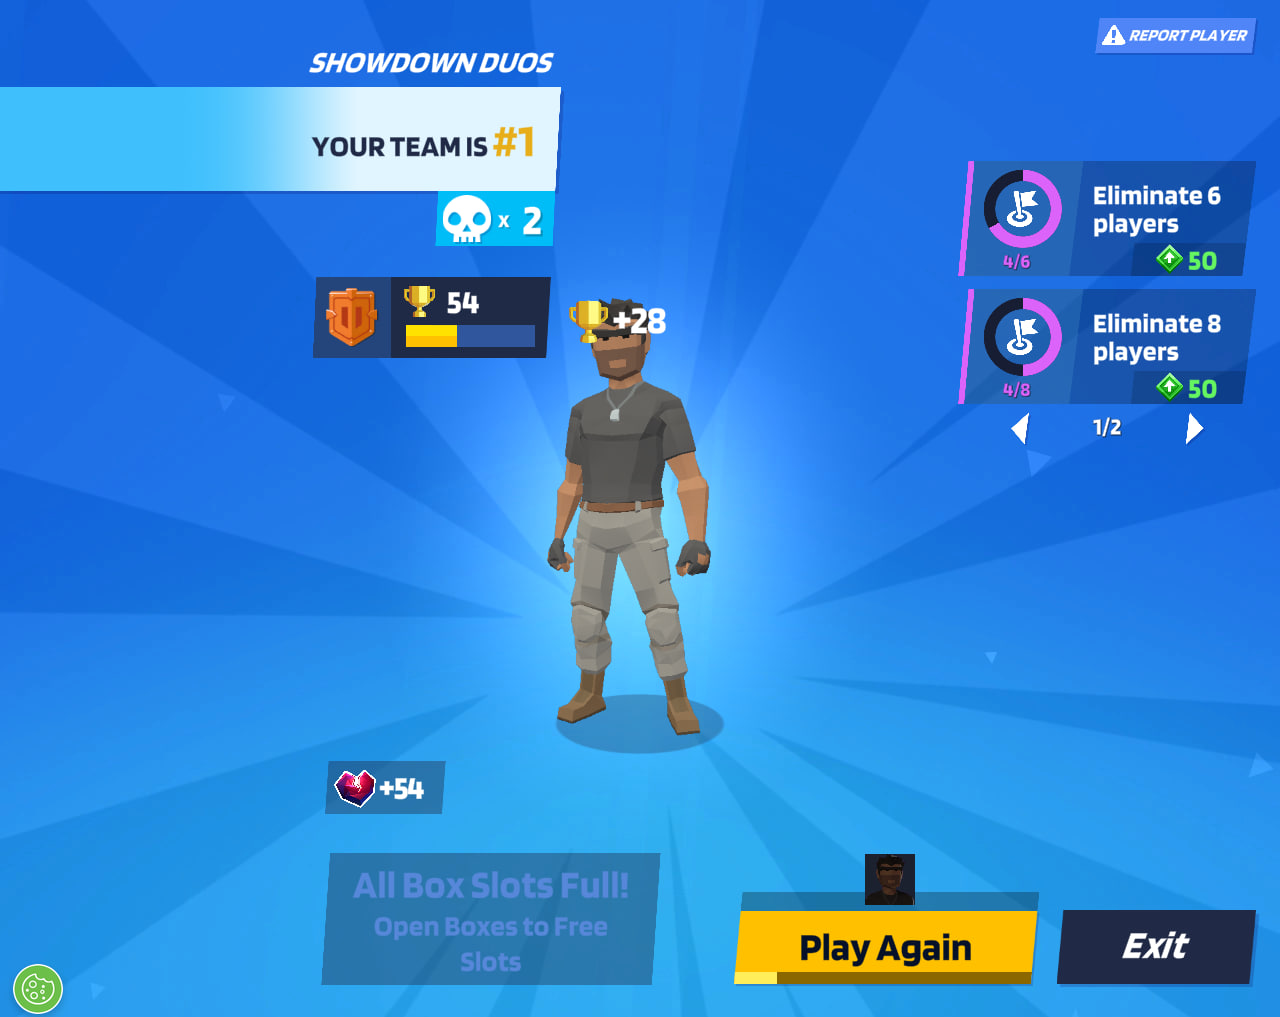 REPORT PLAYER
SHOWDOWN DUOS
YOUR TEAM IS #1
x 2
54
+28
Eliminate 6
players
4/6
50
Eliminate 8
players
4/8
50
1/2
+54
All Box Slots Full!
Open Boxes to Free
Slots
Play Again
Exit